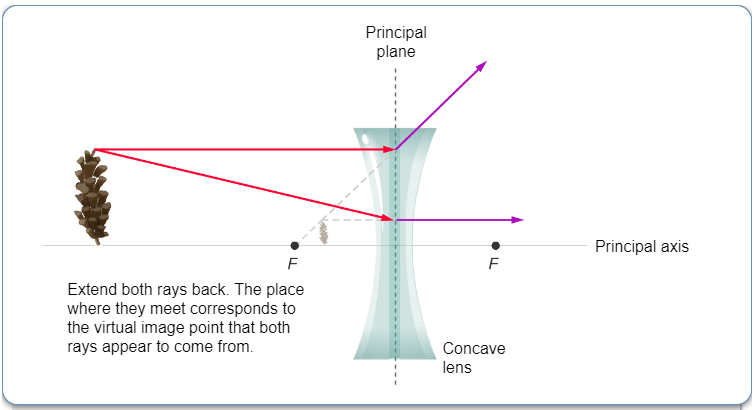 Principal
plane
Principal axis
F
F
Extend both rays back. The place
where they meet corresponds to
the virtual image point that both
rays appear to come from.
Concave
lens